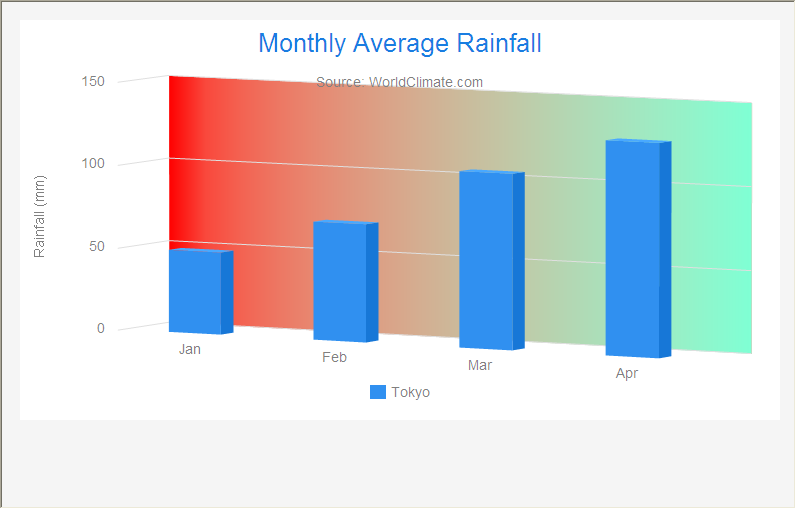 Monthly Average Rainfall
Source: WorldClimate.com
Rainfall (mm)
150
100
50
0
Jan
Feb
Mar
Apr
Tokyo